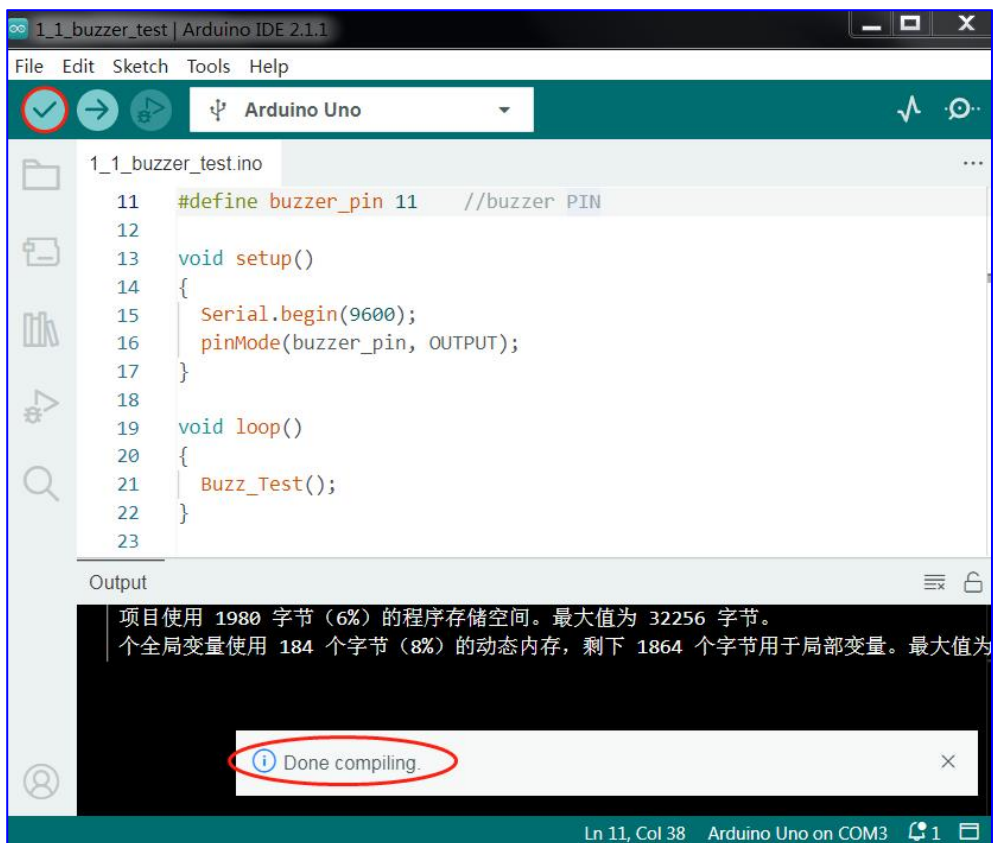 1_1_buzzer_test | Arduino IDE 2.1.1
File Edit Sketch Tools Help
Arduino Uno
1_1_buzzer_test.ino
11 #define buzzer_pin 11 //buzzer PIN
12
13 void setup()
14 {
15 Serial.begin(9600);
16 pinMode(buzzer_pin, OUTPUT);
17 }
18
19 void loop()
20 {
21 Buzz_Test();
22 }
23
Output
项目使用 1980 字节 (6%) 的程序存储空间。最大值为 32256 字节。
个全局变量使用 184 个字节 (8%) 的动态内存，剩下 1864 个字节用于局部变量。最大值为
Done compiling.
Ln 11, Col 38 Arduino Uno on COM3 1